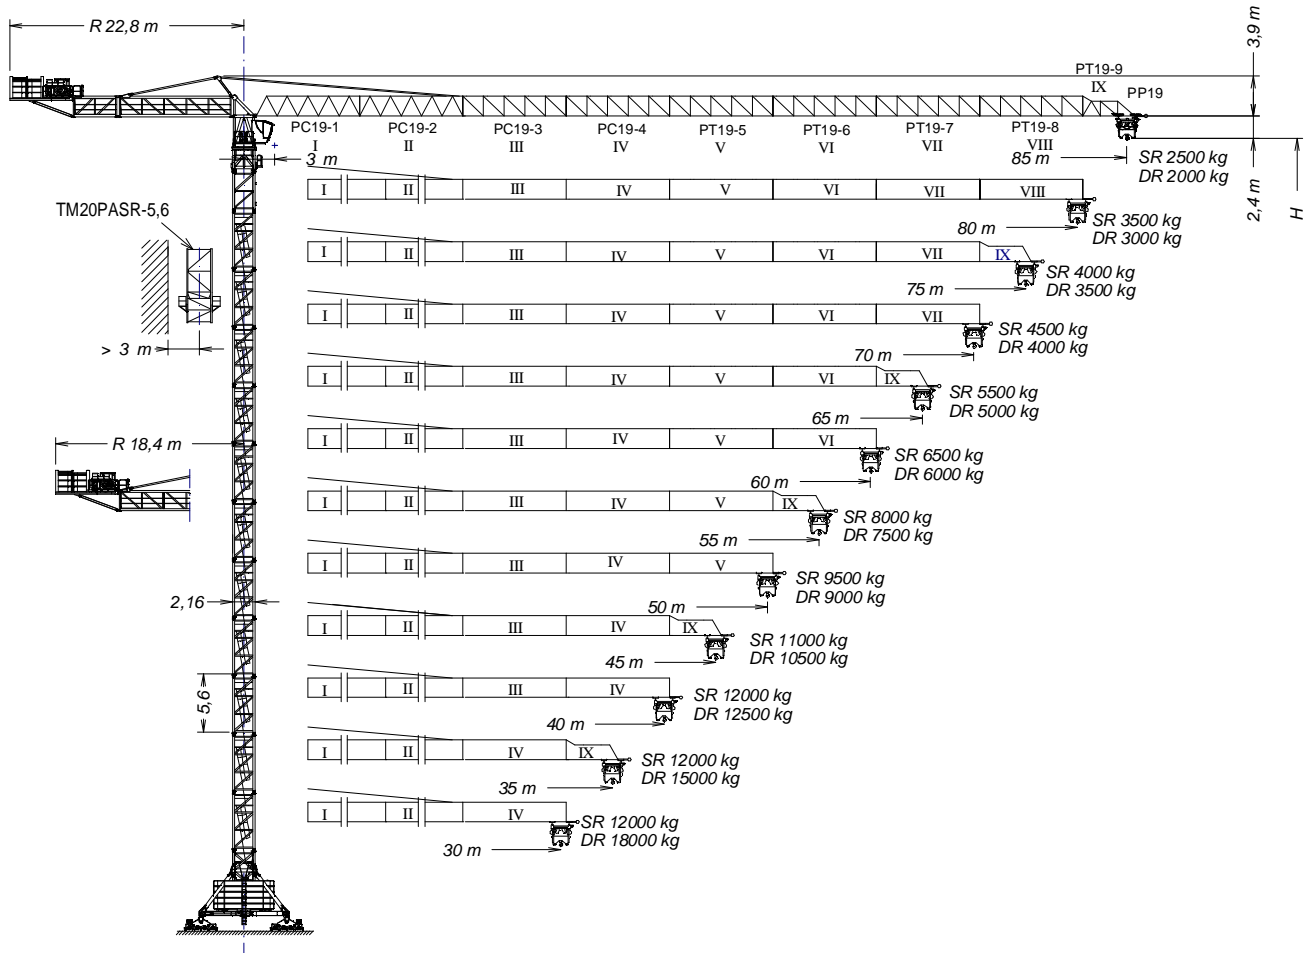 R 22,8 m
3,9 m
PT19-9
IX
PP19
PC19-1 PC19-2 PC19-3 PC19-4 PT19-5 PT19-6 PT19-7 PT19-8
I II III IV V VI VII VIII
3 m
85 m
SR 2500 kg
DR 2000 kg
2,4 m
H
I II III IV V VI VII VIII
80 m
SR 3500 kg
DR 3000 kg
TM20PASR-5,6
> 3 m
I II III IV V VI VII IX
75 m
SR 4000 kg
DR 3500 kg
I II III IV V VI VII
70 m
SR 4500 kg
DR 4000 kg
I II III IV V VI IX
65 m
SR 5500 kg
DR 5000 kg
R 18,4 m
I II III IV V VI
60 m
SR 6500 kg
DR 6000 kg
I II III IV V IX
55 m
SR 8000 kg
DR 7500 kg
I II III IV V
50 m
SR 9500 kg
DR 9000 kg
2,16
I II III IV IX
45 m
SR 11000 kg
DR 10500 kg
5,6
I II III IV
40 m
SR 12000 kg
DR 12500 kg
I II IV IX
35 m
SR 12000 kg
DR 15000 kg
I II IV
30 m
SR 12000 kg
DR 18000 kg